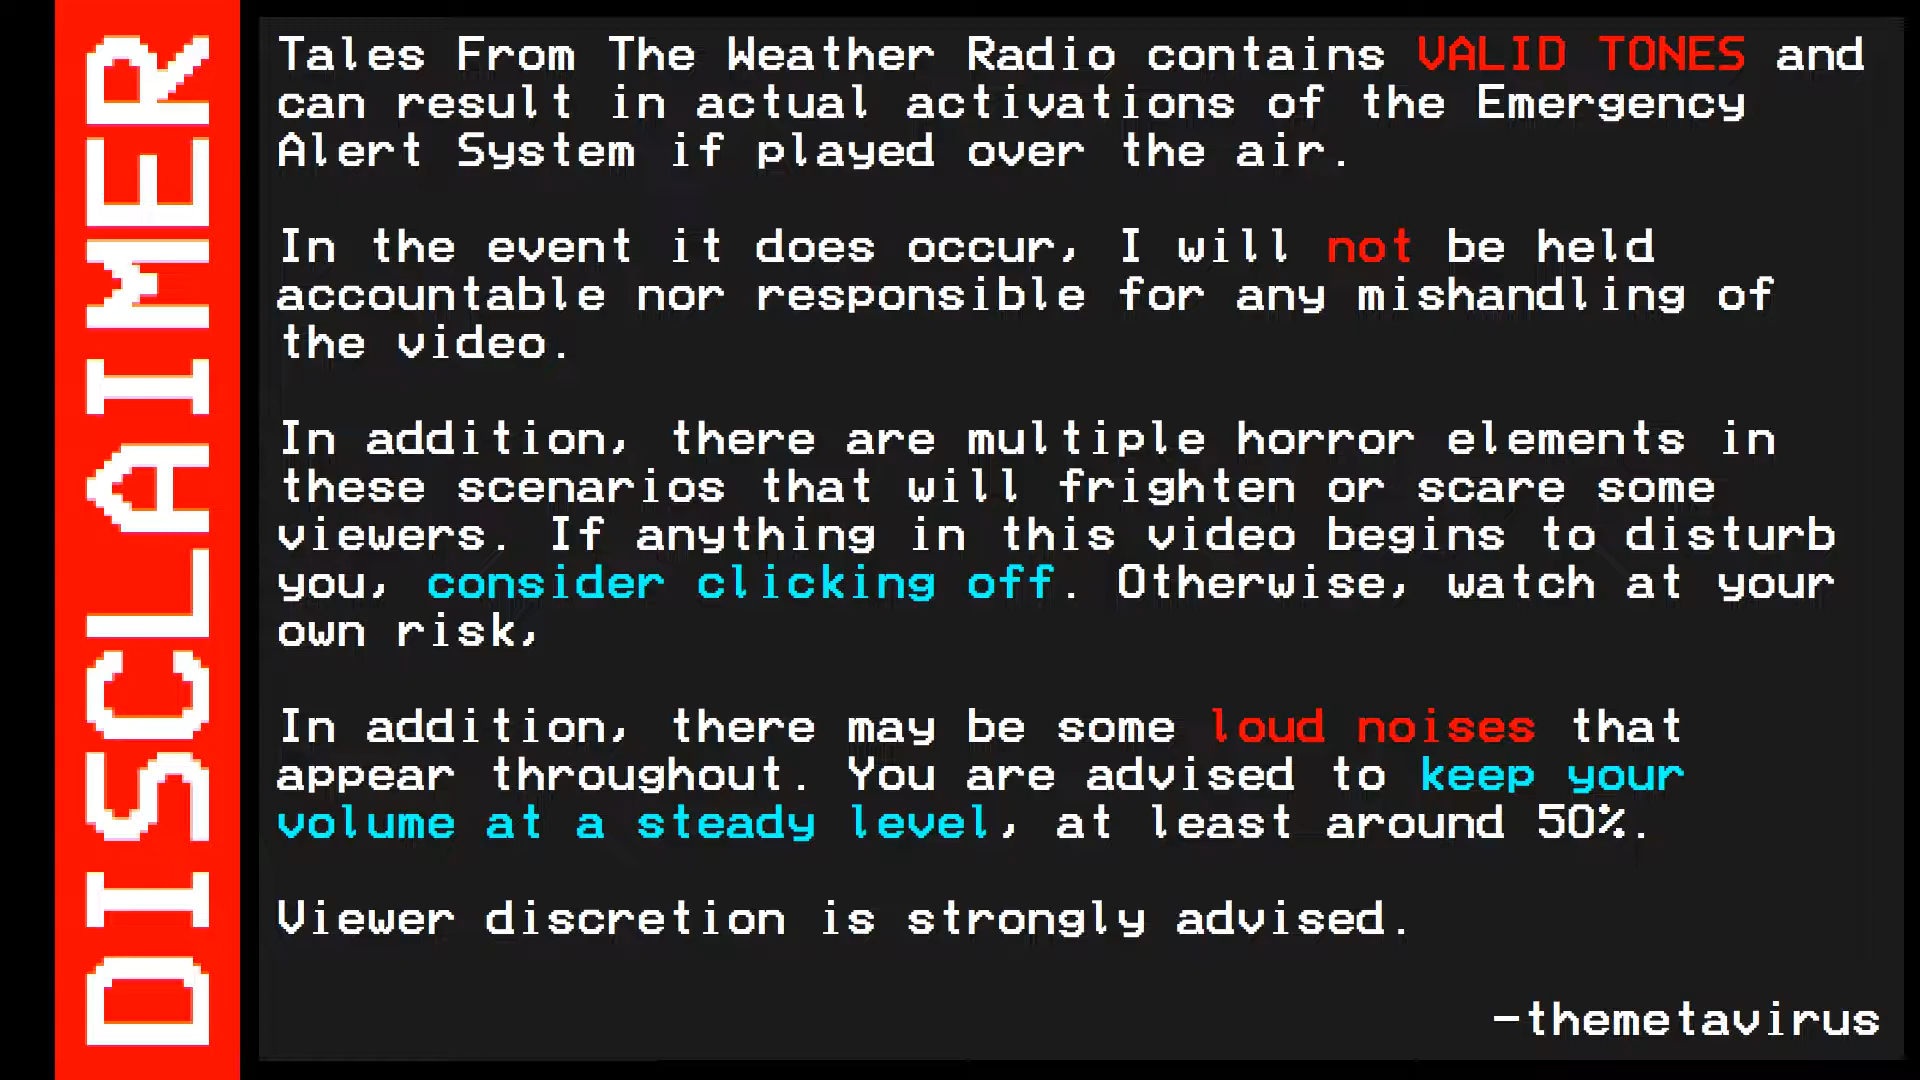 DISCLAIMER
Tales From The Weather Radio contains VALID TONES and
can result in actual activations of the Emergency
Alert System if played over the air.
In the event it does occur, I will not be held
accountable nor responsible for any mishandling of
the video.
In addition, there are multiple horror elements in
these scenarios that will frighten or scare some
viewers. If anything in this video begins to disturb
you, consider clicking off. Otherwise, watch at your
own risk,
In addition, there may be some loud noises that
appear throughout. You are advised to keep your
volume at a steady level, at least around 50%.
Viewer discretion is strongly advised.
-themetavirus